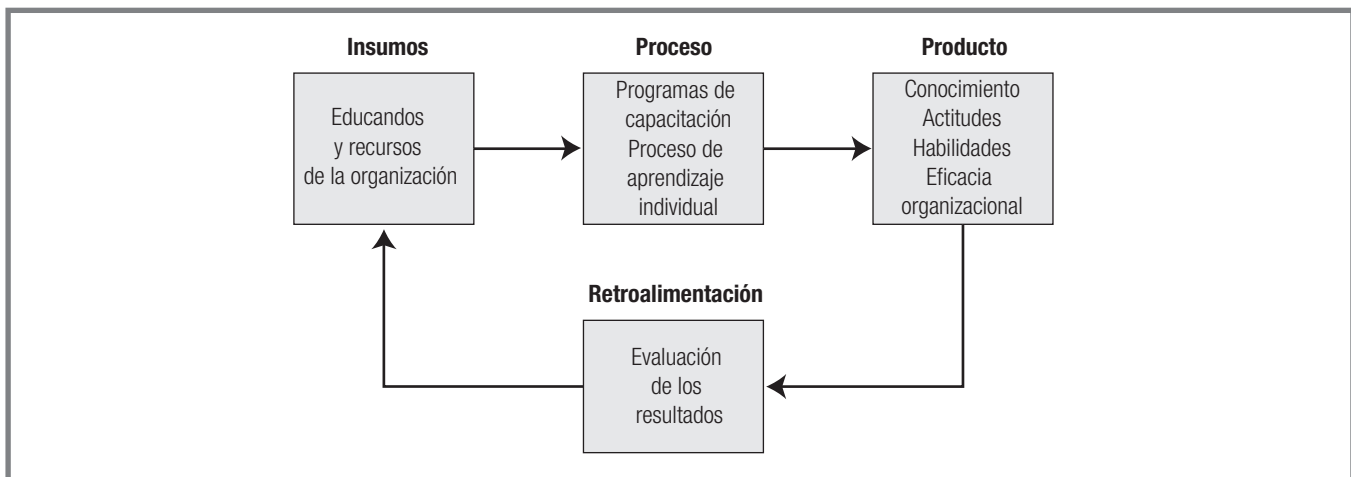 Insumos
Educandos
y recursos
de la organización
Proceso
Programas de
capacitación
Proceso de
aprendizaje
individual
Producto
Conocimiento
Actitudes
Habilidades
Eficacia
organizacional
Retroalimentación
Evaluación
de los
resultados